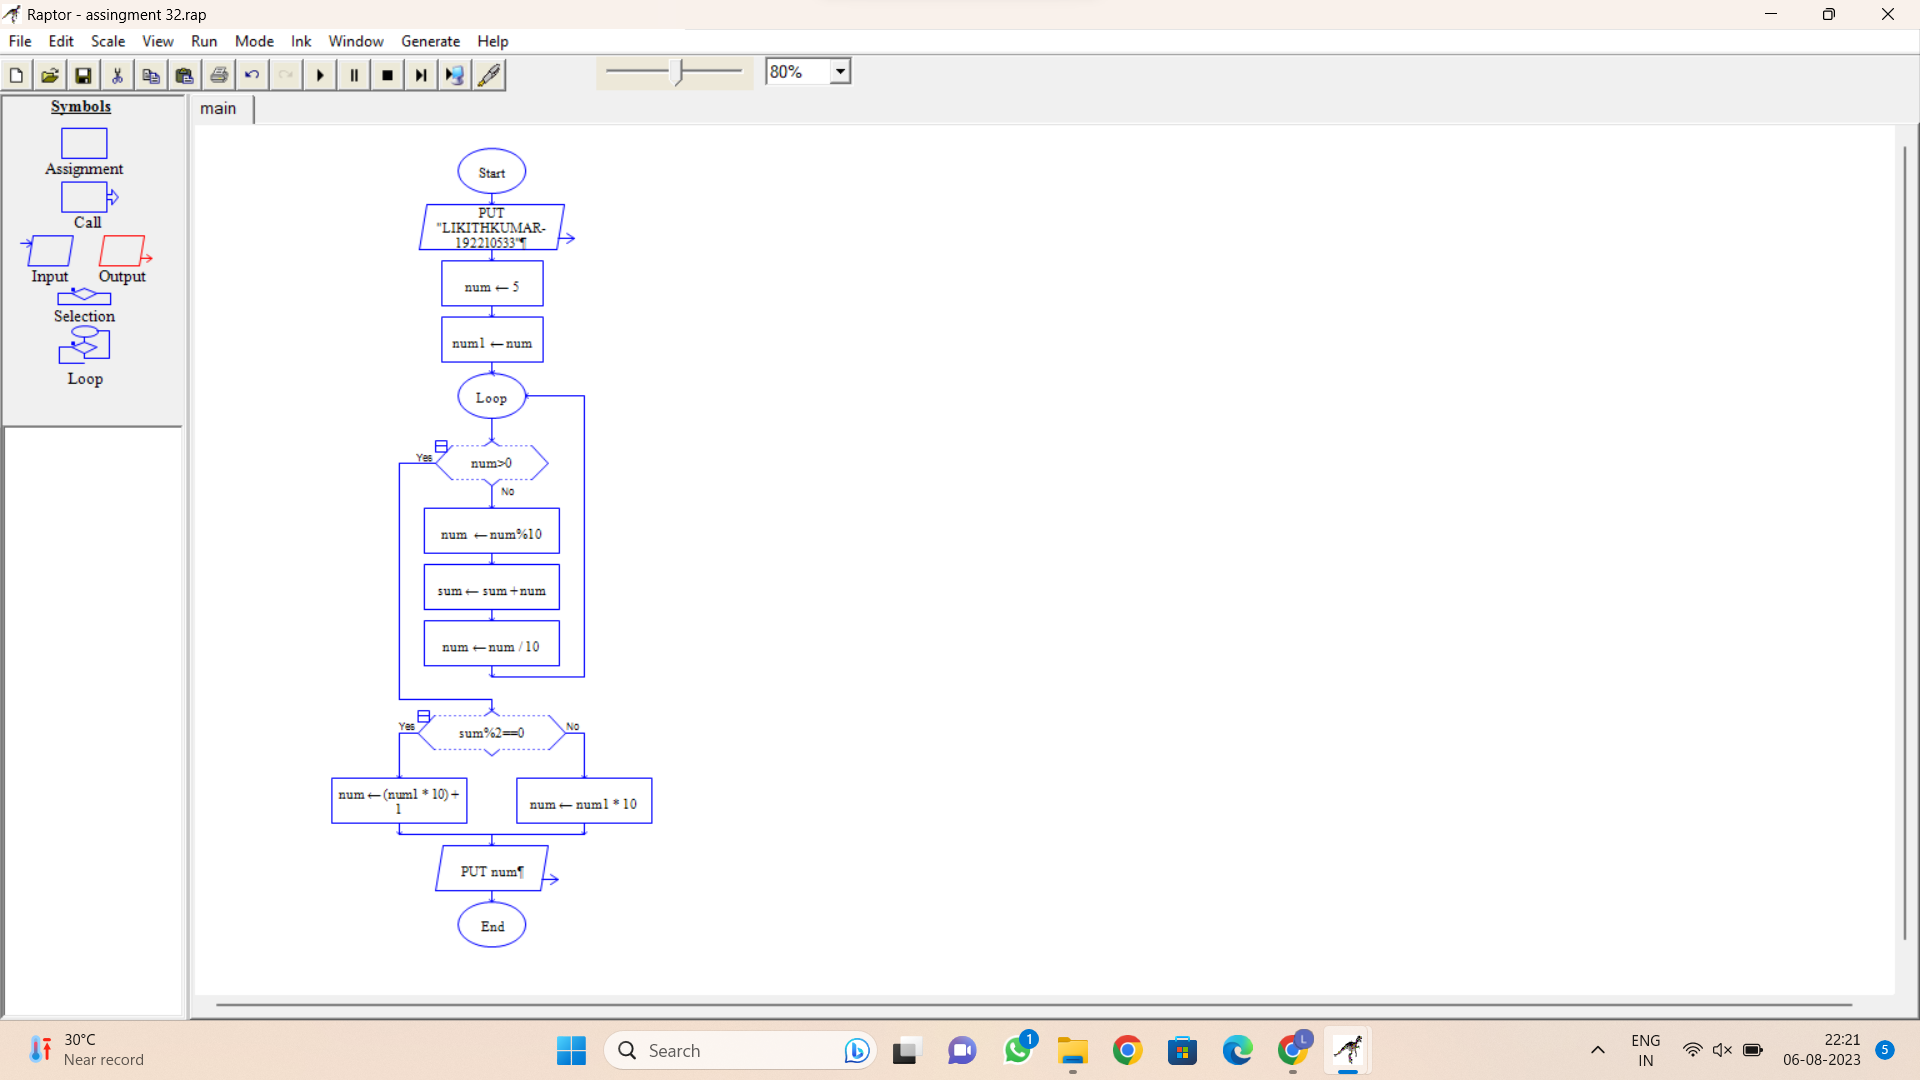 Raptor - assingment 32.rap
File Edit Scale View Run Mode Ink Window Generate Help
80%
Symbols
Assignment
Call
Input Output
Selection
Loop
main
Start
PUT
"LIKITHKUMAR-
192210533"¶
num ← 5
num1 ← num
Loop
Yes
num>0
No
num ← num%10
sum ← sum+num
num ← num / 10
Yes
sum%2==0
No
num ← (num1 * 10) +
1
num ← num1 * 10
PUT num¶
End
30°C
Near record
Search
1
L
ENG
IN
22:21
06-08-2023
5